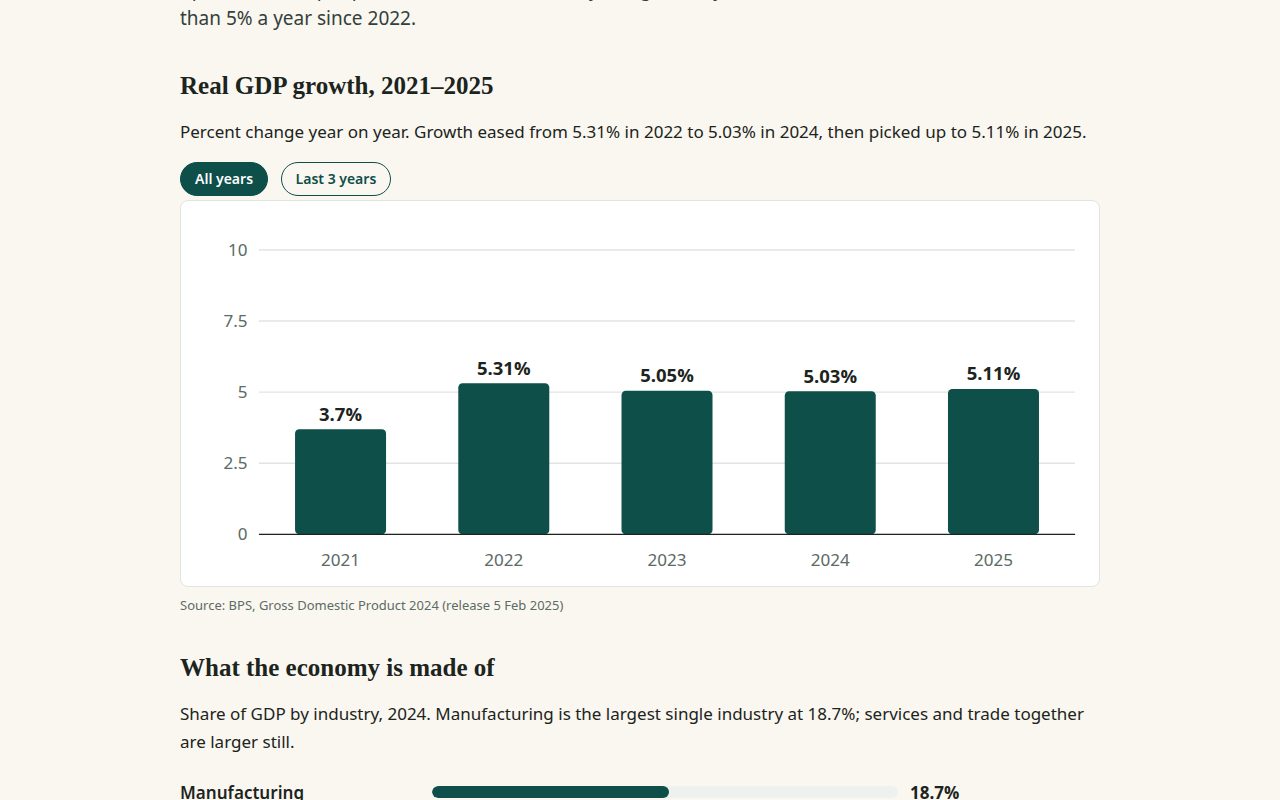 than 5% a year since 2022.
Real GDP growth, 2021–2025
Percent change year on year. Growth eased from 5.31% in 2022 to 5.03% in 2024, then picked up to 5.11% in 2025.
All years
Last 3 years
10
7.5
5
2.5
0
3.7%
5.31%
5.05%
5.03%
5.11%
2021
2022
2023
2024
2025
Source: BPS, Gross Domestic Product 2024 (release 5 Feb 2025)
What the economy is made of
Share of GDP by industry, 2024. Manufacturing is the largest single industry at 18.7%; services and trade together
are larger still.
Manufacturing 18.7%